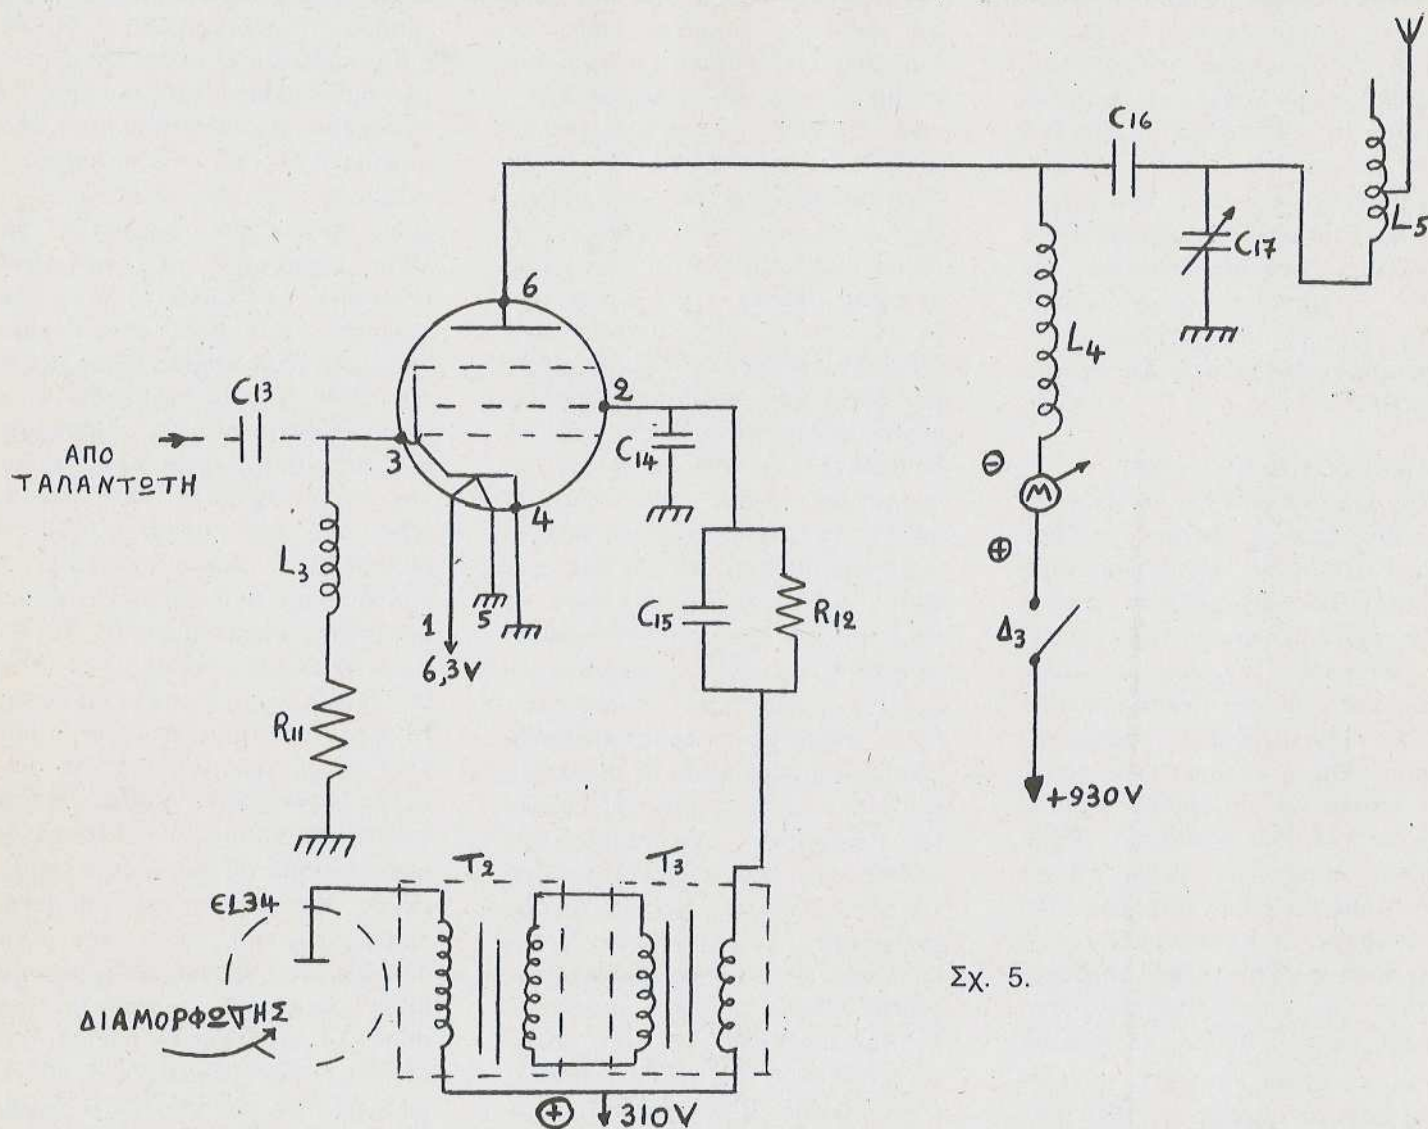 C16
L5
C17
6
L4
C13
2
ΑΠΟ
ΤΑΛΑΝΤΩΤΗ
3
C14
Θ
M
4
⊕
L3
C15
R12
Δ3
1
5
6,3V
R11
+930V
T2
T3
EL34
ΔΙΑΜΟΡΦΩΤΗΣ
Σχ. 5.
⊕ 310V